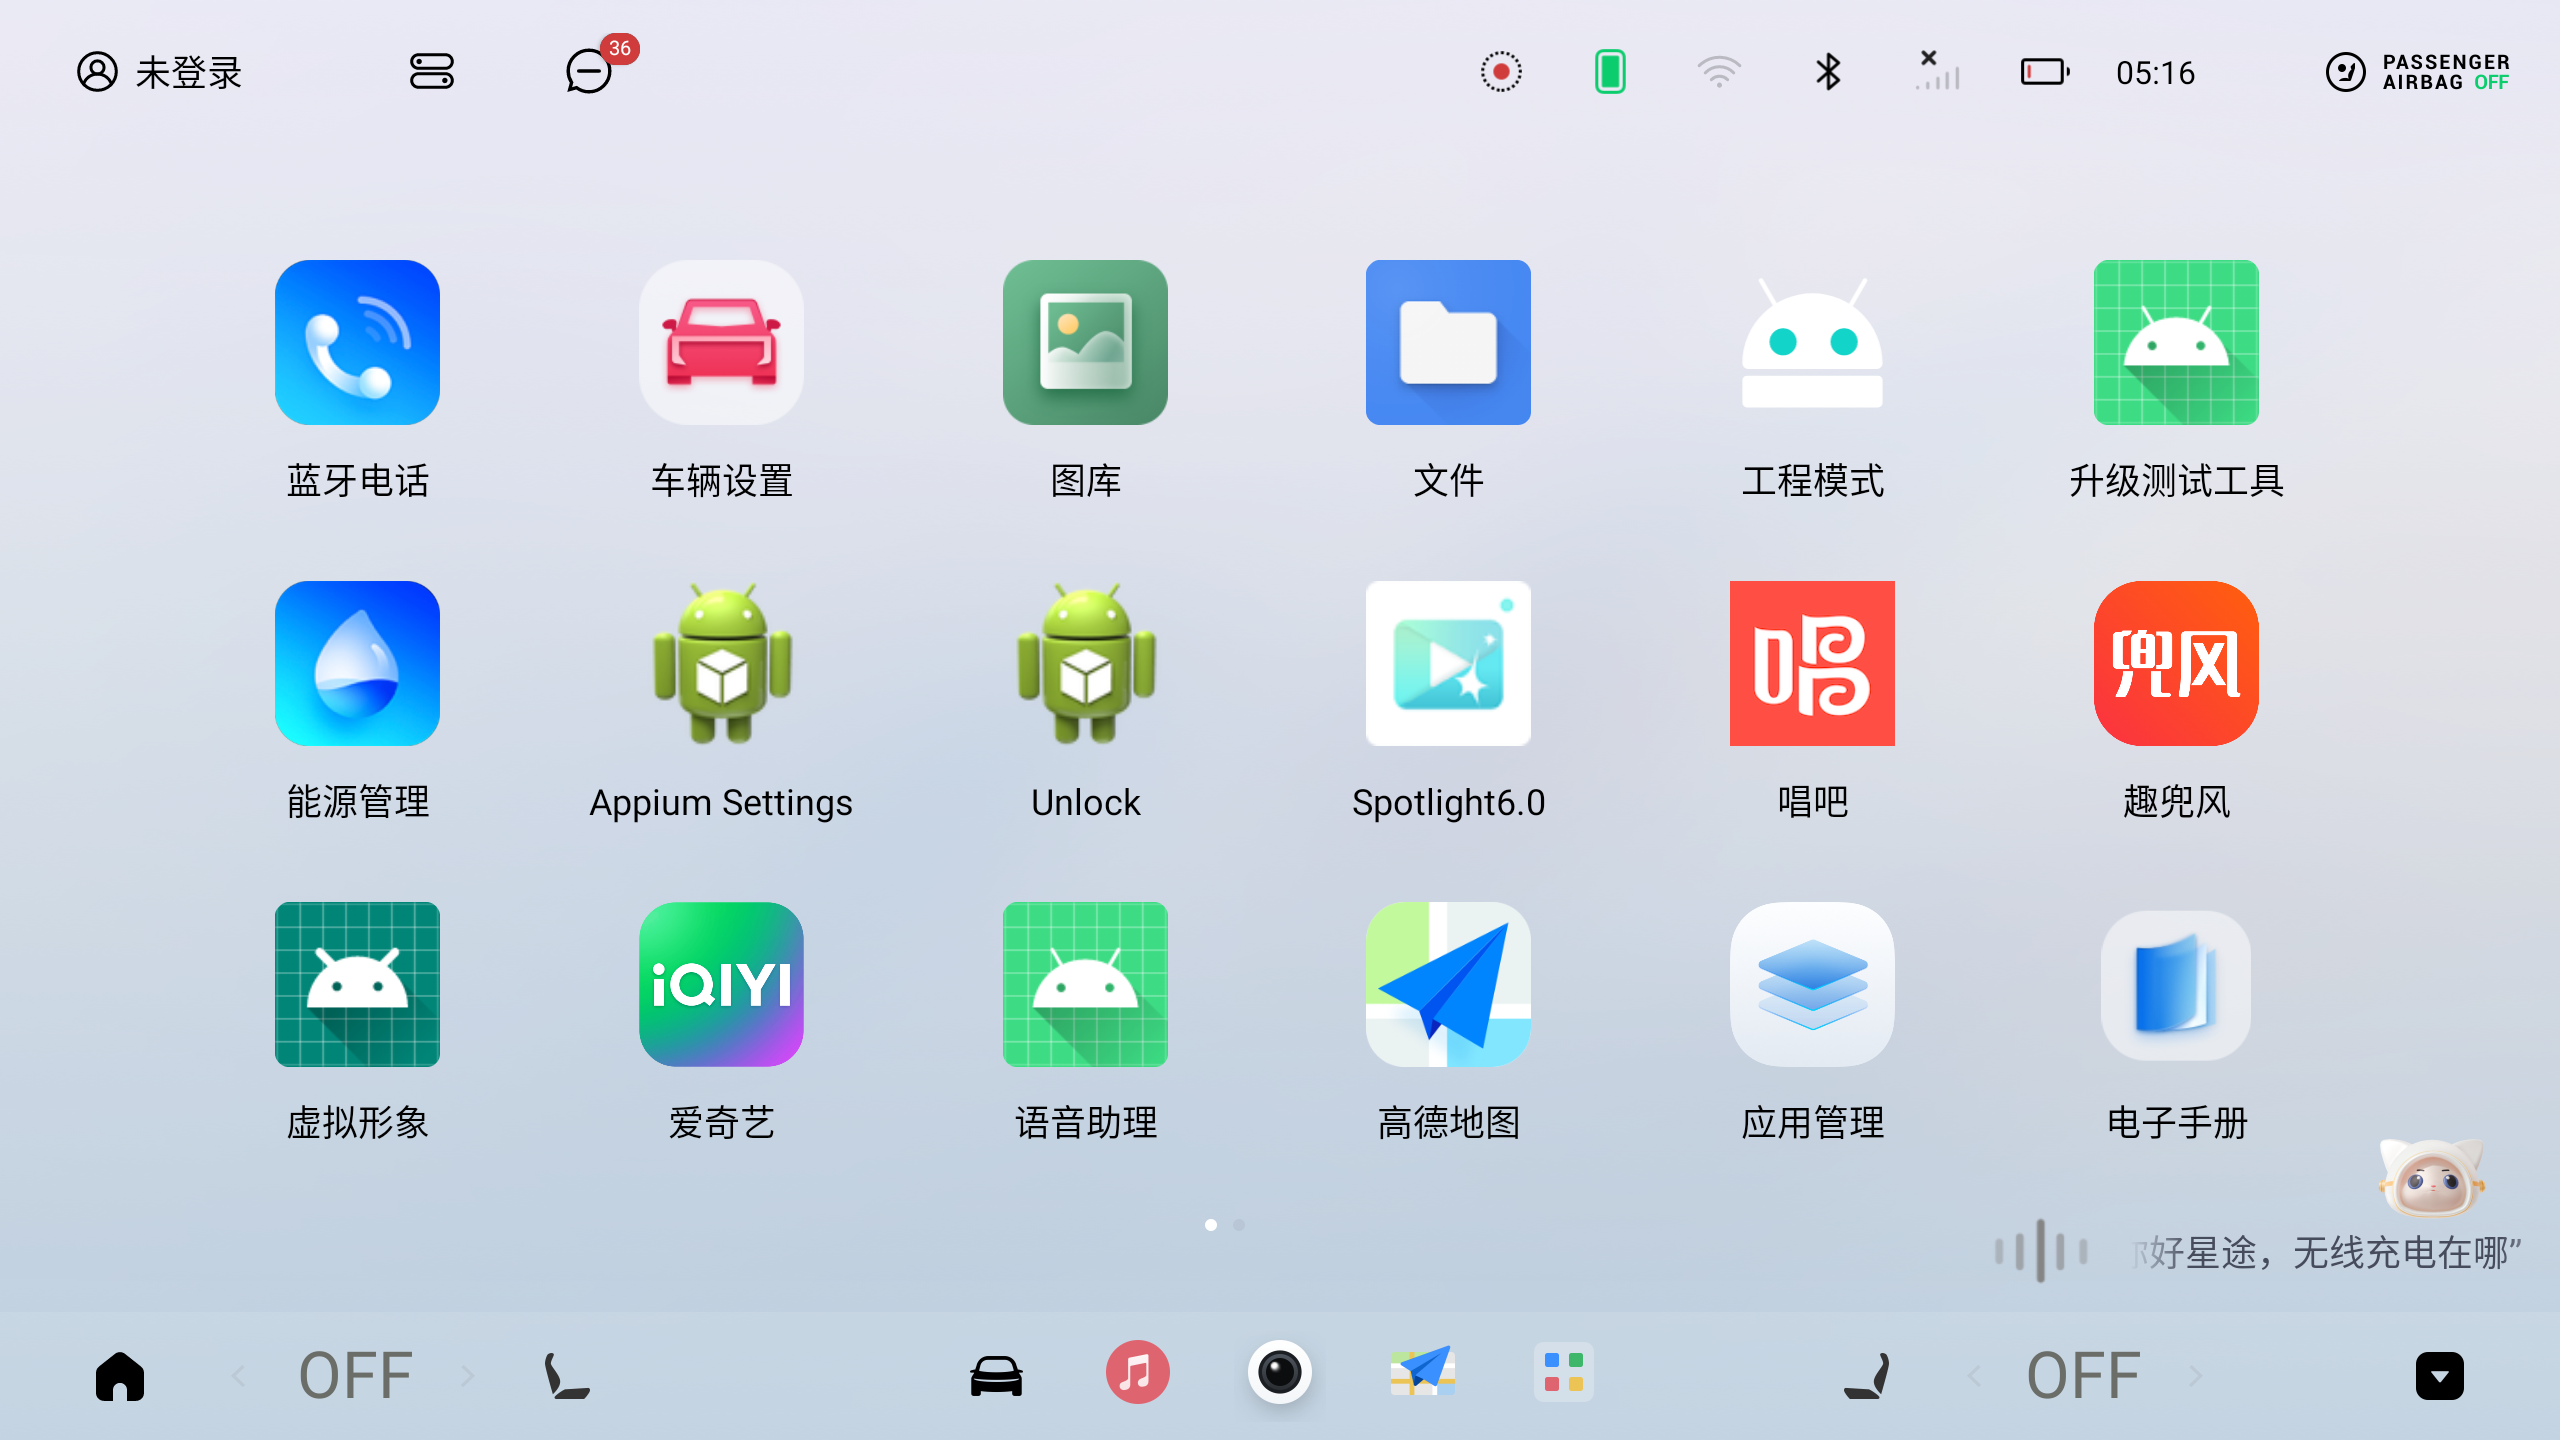 未登录
36
05:16
PASSENGER
AIRBAG OFF
蓝牙电话
车辆设置
图库
文件
工程模式
升级测试工具
唱
兜风
能源管理
Appium Settings
Unlock
Spotlight6.0
唱吧
趣兜风
iQIYI
虚拟形象
爱奇艺
语音助理
高德地图
应用管理
电子手册
好星途，无线充电在哪”
OFF
OFF